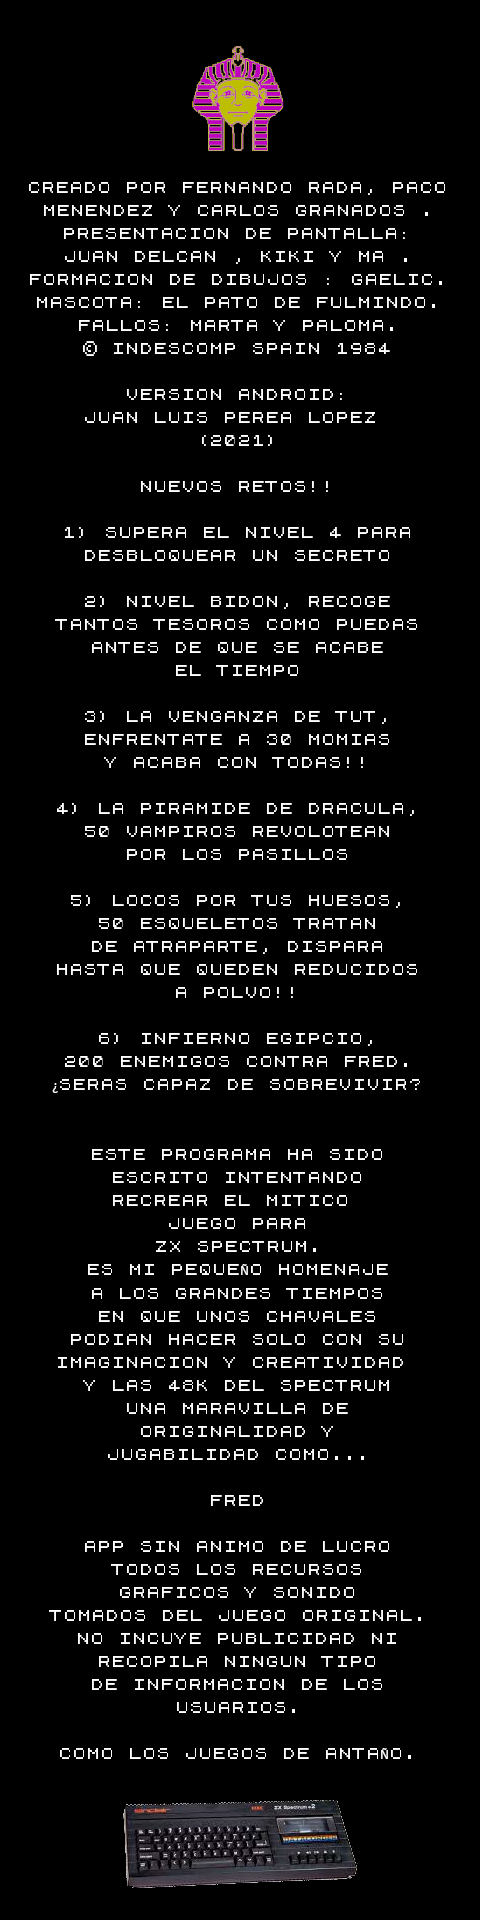 CREADO POR FERNANDO RADA, PACO
MENENDEZ Y CARLOS GRANADOS .
PRESENTACION DE PANTALLA:
JUAN DELCAN , KIKI Y MA .
FORMACION DE DIBUJOS : GAELIC.
MASCOTA: EL PATO DE FULMINDO.
FALLOS: MARTA Y PALOMA.
© INDESCOMP SPAIN 1984
VERSION ANDROID:
JUAN LUIS PEREA LOPEZ
(2021)
NUEVOS RETOS!!
1) SUPERA EL NIVEL 4 PARA
DESBLOQUEAR UN SECRETO
2) NIVEL BIDON, RECOGE
TANTOS TESOROS COMO PUEDAS
ANTES DE QUE SE ACABE
EL TIEMPO
3) LA VENGANZA DE TUT,
ENFRENTATE A 30 MOMIAS
Y ACABA CON TODAS!!
4) LA PIRAMIDE DE DRACULA,
50 VAMPIROS REVOLOTEAN
POR LOS PASILLOS
5) LOCOS POR TUS HUESOS,
50 ESQUELETOS TRATAN
DE ATRAPARTE, DISPARA
HASTA QUE QUEDEN REDUCIDOS
A POLVO!!
6) INFIERNO EGIPCIO,
200 ENEMIGOS CONTRA FRED.
¿SERAS CAPAZ DE SOBREVIVIR?
ESTE PROGRAMA HA SIDO
ESCRITO INTENTANDO
RECREAR EL MITICO
JUEGO PARA
ZX SPECTRUM.
ES MI PEQUEÑO HOMENAJE
A LOS GRANDES TIEMPOS
EN QUE UNOS CHAVALES
PODIAN HACER SOLO CON SU
IMAGINACION Y CREATIVIDAD
Y LAS 48K DEL SPECTRUM
UNA MARAVILLA DE
ORIGINALIDAD Y
JUGABILIDAD COMO...
FRED
APP SIN ANIMO DE LUCRO
TODOS LOS RECURSOS
GRAFICOS Y SONIDO
TOMADOS DEL JUEGO ORIGINAL.
NO INCUYE PUBLICIDAD NI
RECOPILA NINGUN TIPO
DE INFORMACION DE LOS
USUARIOS.
COMO LOS JUEGOS DE ANTAÑO.
sinclair 128K ZX Spectrum +2
DATACORDER